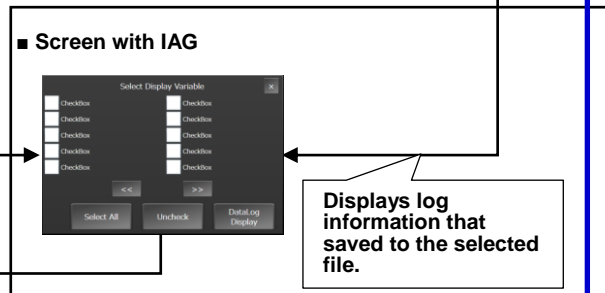 ■ Screen with IAG
Select Display Variable
×
CheckBox CheckBox
CheckBox CheckBox
CheckBox CheckBox
CheckBox CheckBox
CheckBox CheckBox
<< >>
Select All Uncheck DataLog
Display
Displays log
information that
saved to the selected
file.